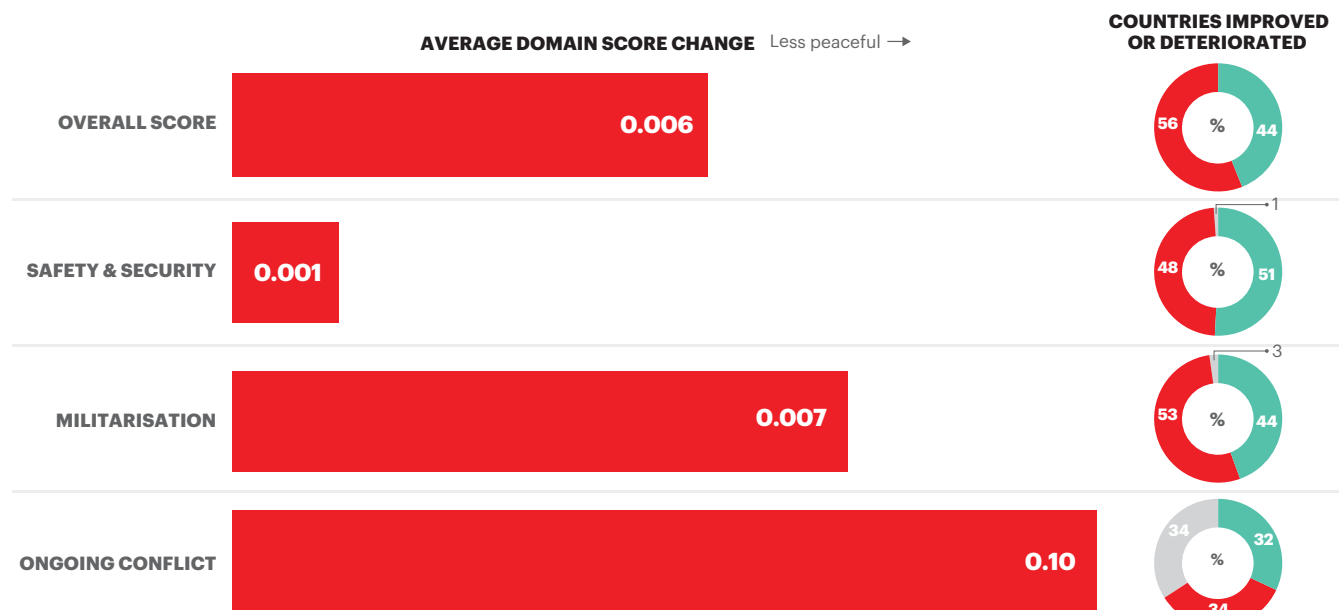 AVERAGE DOMAIN SCORE CHANGE Less peaceful →
COUNTRIES IMPROVED
OR DETERIORATED
OVERALL SCORE
0.006
56
%
44
SAFETY & SECURITY
0.001
1
48
%
51
MILITARISATION
0.007
3
53
%
44
ONGOING CONFLICT
0.10
34
32
%
34